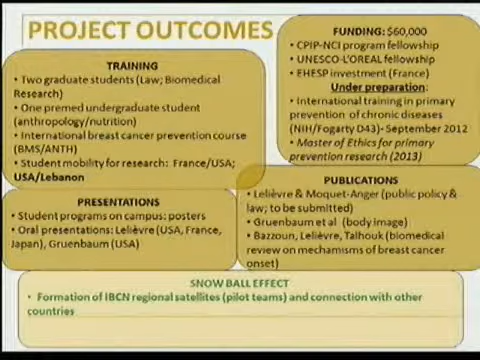 PROJECT OUTCOMES
TRAINING
• Two graduate students (Law; Biomedical
Research)
• One premed undergraduate student
(anthropology/nutrition)
• International breast cancer prevention course
(BMS/ANTH)
• Student mobility for research: France/USA;
USA/Lebanon
FUNDING: $60,000
• CPIP-NCI program fellowship
• UNESCO-L'OREAL fellowship
• EHESP investment (France)
Under preparation:
• International training in primary
prevention of chronic diseases
(NIH/Fogarty D43)- September 2012
• Master of Ethics for primary
prevention research (2013)
PRESENTATIONS
• Student programs on campus: posters
• Oral presentations: Lelièvre (USA, France,
Japan), Gruenbaum (USA)
PUBLICATIONS
• Lelièvre & Moquet-Anger (public policy &
law; to be submitted)
• Gruenbaum et al (body image)
• Bazzoun, Lelièvre, Talhouk (biomedical
review on mechamisms of breast cancer
onset)
SNOW BALL EFFECT
• Formation of IBCN regional satellites (pilot teams) and connection with other
countries